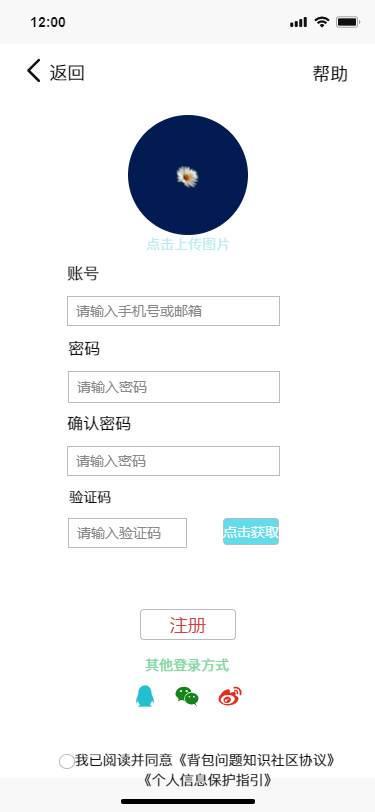 12:00
返回
帮助
点击上传图片
账号
请输入手机号或邮箱
密码
请输入密码
确认密码
请输入密码
验证码
请输入验证码 点击获取
注册
其他登录方式
我已阅读并同意《背包问题知识社区协议》
《个人信息保护指引》